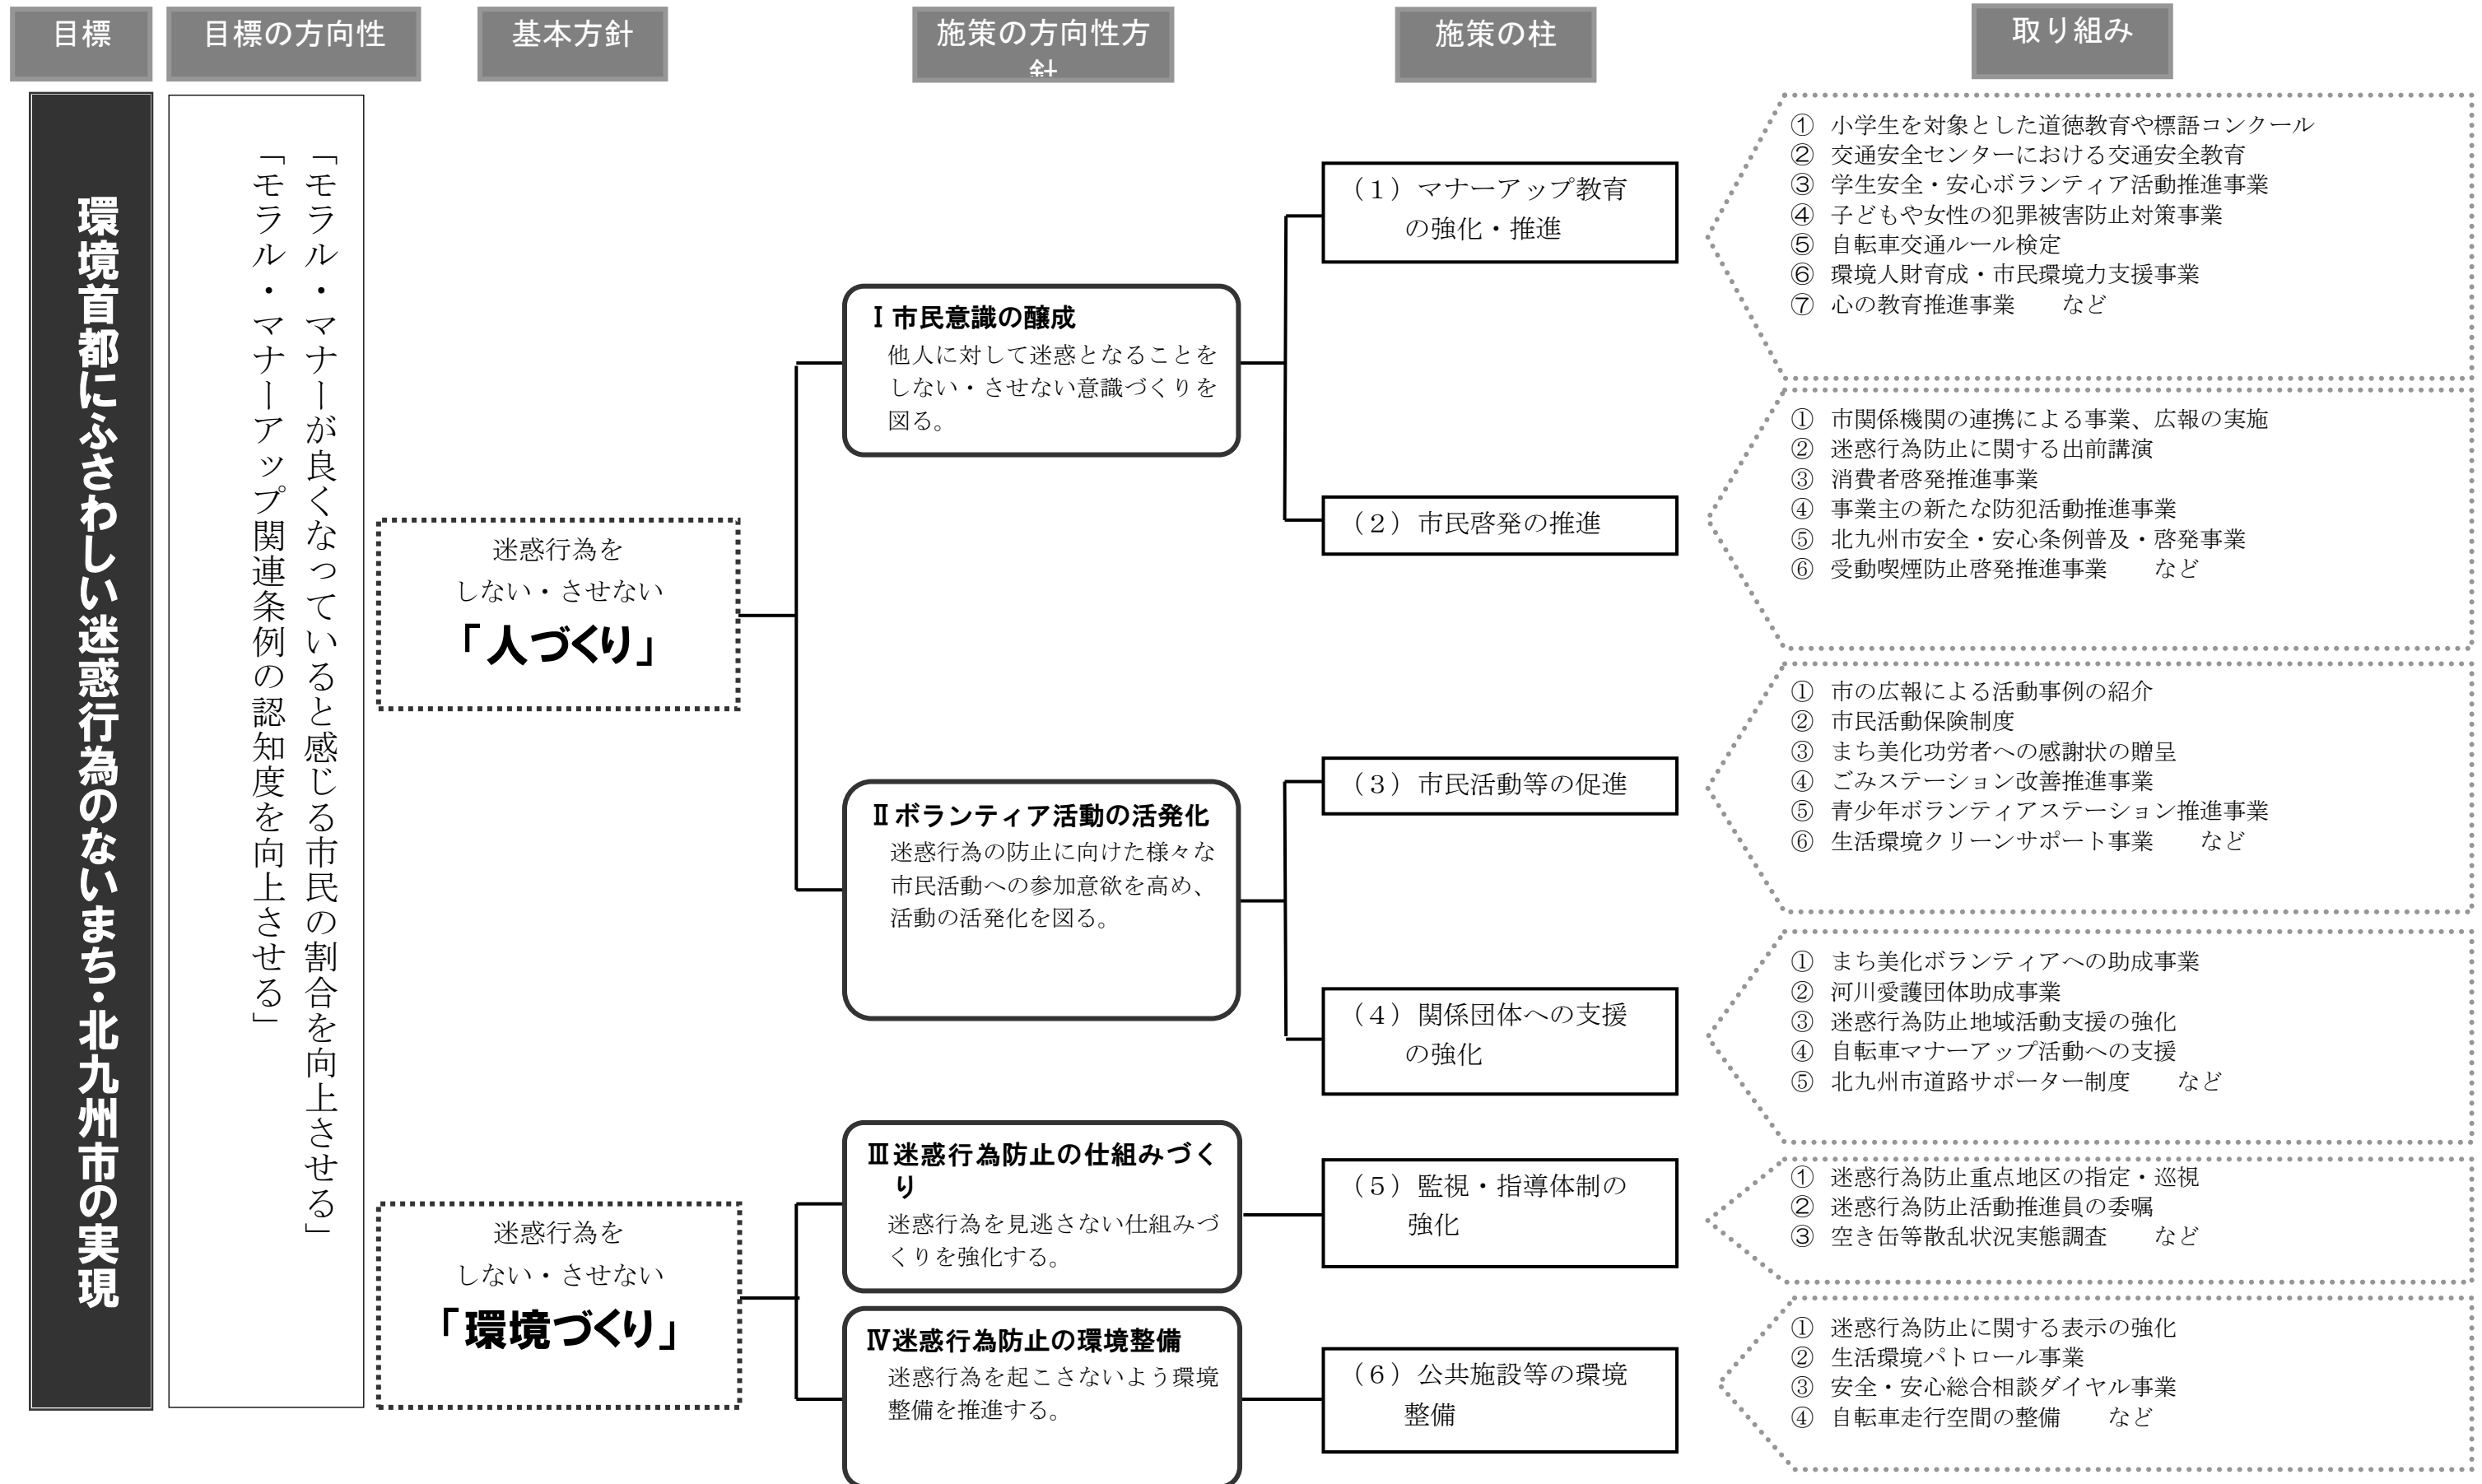 目標
目標の方向性
基本方針
施策の方向性方
針
施策の柱
取り組み
環境首都にふさわしい迷惑行為のないまち・北九州市の実現
「モラル・マナーが良くなっていると感じる市民の割合を向上させる」
「モラル・マナーアップ関連条例の認知度を向上させる」
迷惑行為を
しない・させない
「人づくり」
Ⅰ 市民意識の醸成
他人に対して迷惑となることを
しない・させない意識づくりを
図る。
（１）マナーアップ教育
の強化・推進
① 小学生を対象とした道徳教育や標語コンクール
② 交通安全センターにおける交通安全教育
③ 学生安全・安心ボランティア活動推進事業
④ 子どもや女性の犯罪被害防止対策事業
⑤ 自転車交通ルール検定
⑥ 環境人財育成・市民環境力支援事業
⑦ 心の教育推進事業　　など
（２）市民啓発の推進
① 市関係機関の連携による事業、広報の実施
② 迷惑行為防止に関する出前講演
③ 消費者啓発推進事業
④ 事業主の新たな防犯活動推進事業
⑤ 北九州市安全・安心条例普及・啓発事業
⑥ 受動喫煙防止啓発推進事業　　など
Ⅱ ボランティア活動の活発化
迷惑行為の防止に向けた様々な
市民活動への参加意欲を高め、
活動の活発化を図る。
（３）市民活動等の促進
① 市の広報による活動事例の紹介
② 市民活動保険制度
③ まち美化功労者への感謝状の贈呈
④ ごみステーション改善推進事業
⑤ 青少年ボランティアステーション推進事業
⑥ 生活環境クリーンサポート事業　　など
（４）関係団体への支援
の強化
① まち美化ボランティアへの助成事業
② 河川愛護団体助成事業
③ 迷惑行為防止地域活動支援の強化
④ 自転車マナーアップ活動への支援
⑤ 北九州市道路サポーター制度　　など
迷惑行為を
しない・させない
「環境づくり」
Ⅲ 迷惑行為防止の仕組みづく
り
迷惑行為を見逃さない仕組みづ
くりを強化する。
（５）監視・指導体制の
強化
① 迷惑行為防止重点地区の指定・巡視
② 迷惑行為防止活動推進員の委嘱
③ 空き缶等散乱状況実態調査　　など
Ⅳ 迷惑行為防止の環境整備
迷惑行為を起こさないよう環境
整備を推進する。
（６）公共施設等の環境
整備
① 迷惑行為防止に関する表示の強化
② 生活環境パトロール事業
③ 安全・安心総合相談ダイヤル事業
④ 自転車走行空間の整備　　など